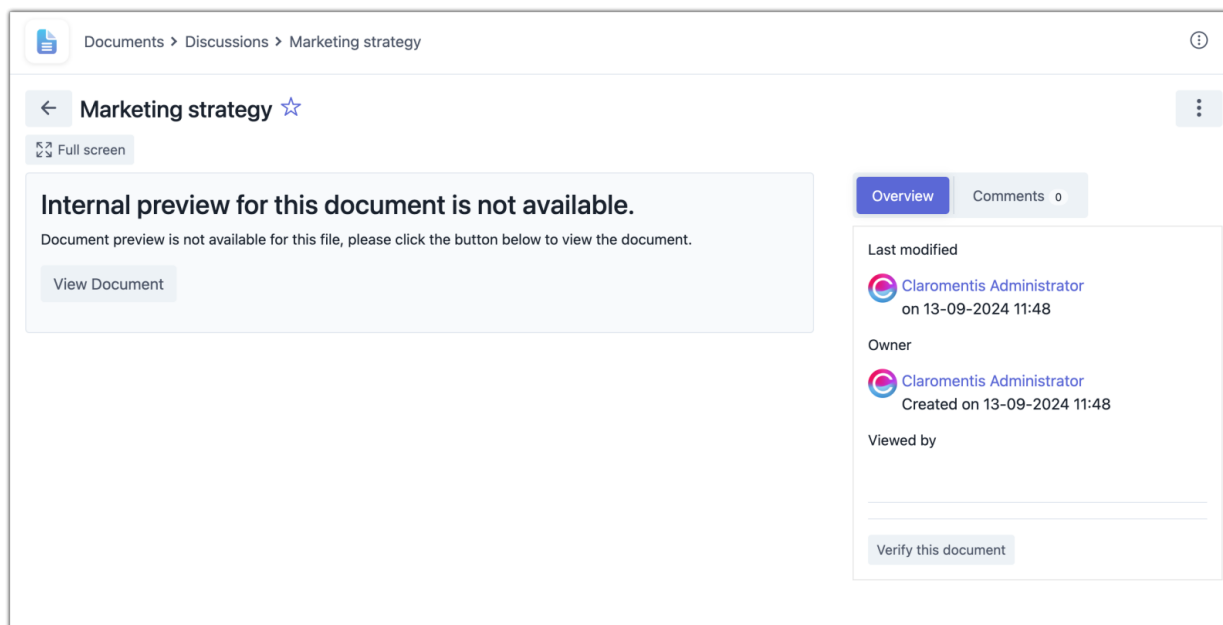 Documents > Discussions > Marketing strategy
Marketing strategy
Full screen
Internal preview for this document is not available.
Document preview is not available for this file, please click the button below to view the document.
View Document
Overview
Comments 0
Last modified
Claromentis Administrator
on 13-09-2024 11:48
Owner
Claromentis Administrator
Created on 13-09-2024 11:48
Viewed by
Verify this document